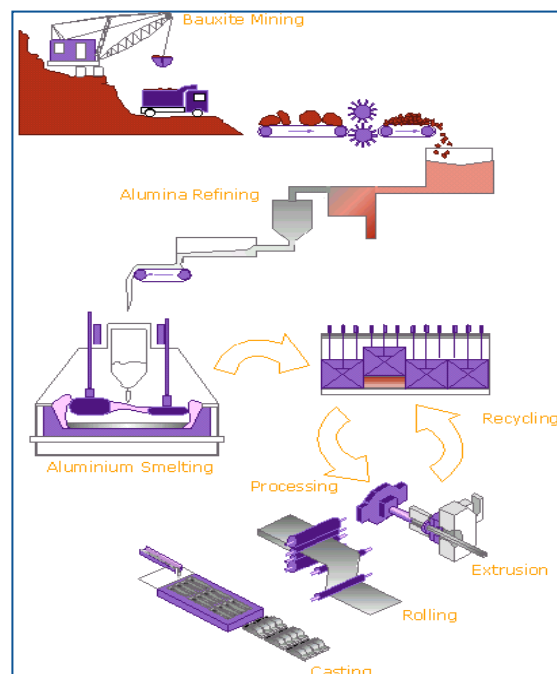 Bauxite Mining
Alumina Refining
Aluminium Smelting
Recycling
Processing
Extrusion
Rolling
Casting